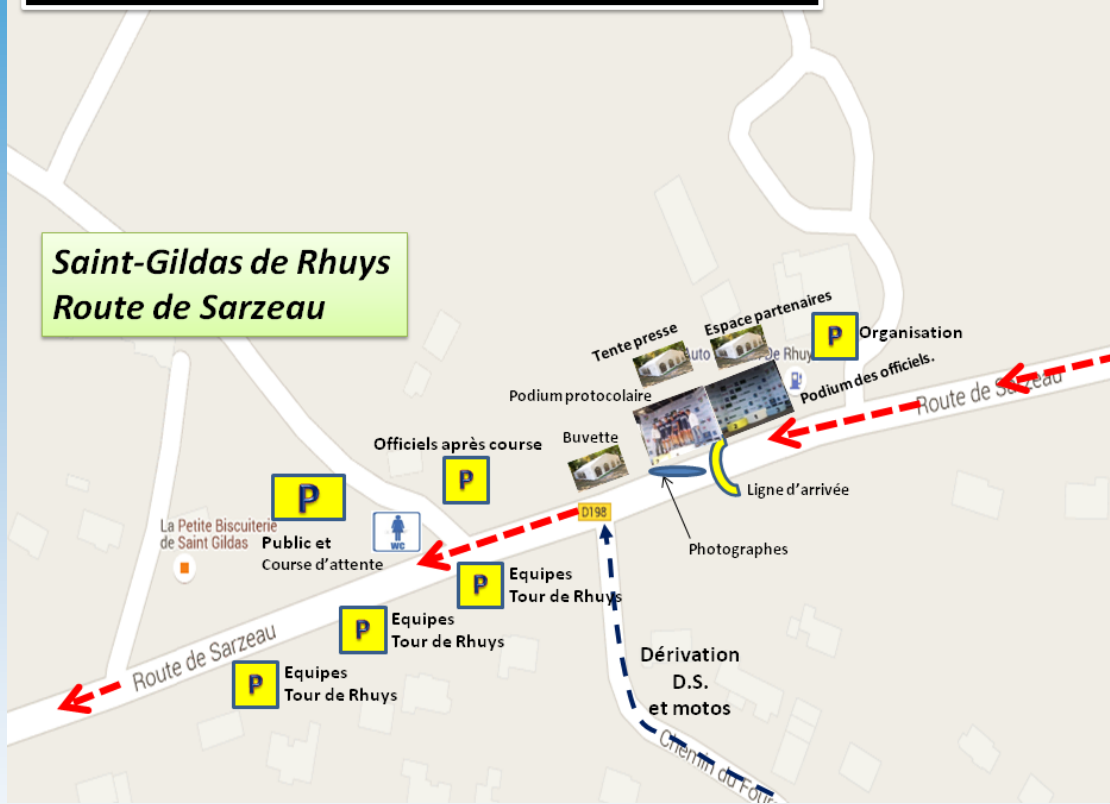 Saint-Gildas de Rhuys
Route de Sarzeau
Espace partenaires
Tente presse
P
Organisation
Auto
De Rhuy
Podium des officiels.
Route de Sarzeau
Podium protocolaire
Buvette
Officiels après course
P
Ligne d'arrivée
P
La Petite Biscuiterie
de Saint Gildas
Public et
Course d'attente
WC
D198
Photographes
P
Equipes
Tour de Rhuys
P
Equipes
Tour de Rhuys
P
Equipes
Tour de Rhuys
Route de Sarzeau
Dérivation
D.S.
et motos
Chemin du Four